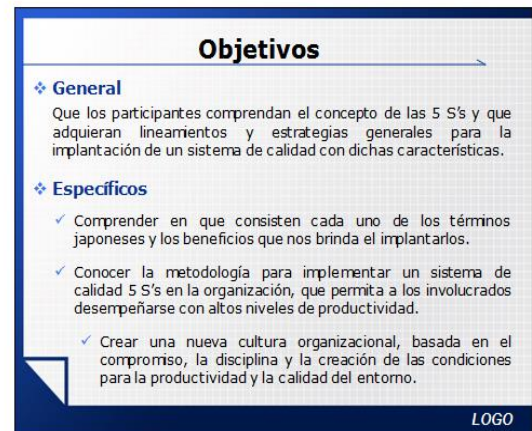 Objetivos
General
Que los participantes comprendan el concepto de las 5 S's y que
adquieran lineamientos y estrategias generales para la
implantación de un sistema de calidad con dichas características.
Específicos
Comprender en que consisten cada uno de los términos
japoneses y los beneficios que nos brinda el implantarlos.
Conocer la metodología para implementar un sistema de
calidad 5 S's en la organización, que permita a los involucrados
desempeñarse con altos niveles de productividad.
Crear una nueva cultura organizacional, basada en el
compromiso, la disciplina y la creación de las condiciones
para la productividad y la calidad del entorno.
LOGO